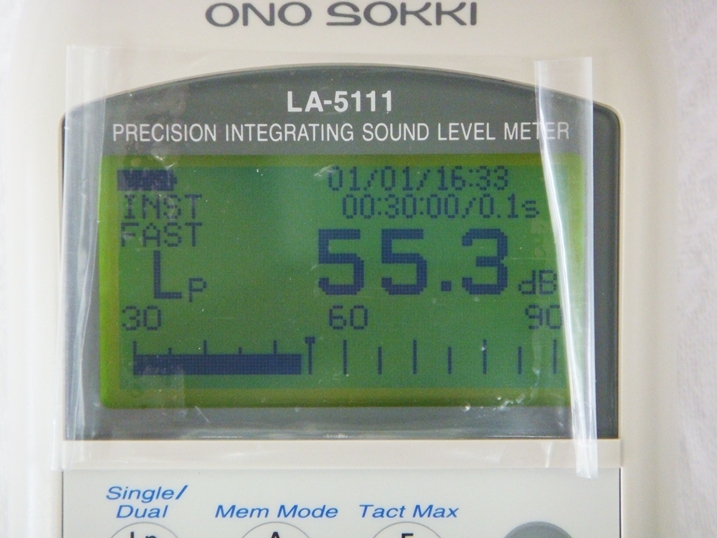 ONO SOKKI
LA-5111
PRECISION INTEGRATING SOUND LEVEL METER
01/01/16:33
INST 00:30:00/0.1s
FAST
Lp 55.3 dB
30 60 90
Single/
Dual Mem Mode Tact Max